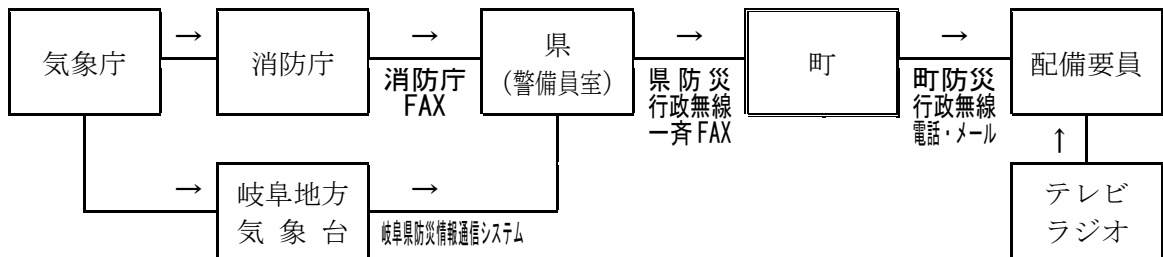 気象庁
→
消防庁
→
消防庁
FAX
県
(警備員室)
→
県防災
行政無線
一斉FAX
町
→
町防災
行政無線
電話・メール
配備要員
→
岐阜地方
気象台
→
岐阜県防災情報通信システム
↑
テレビ
ラジオ